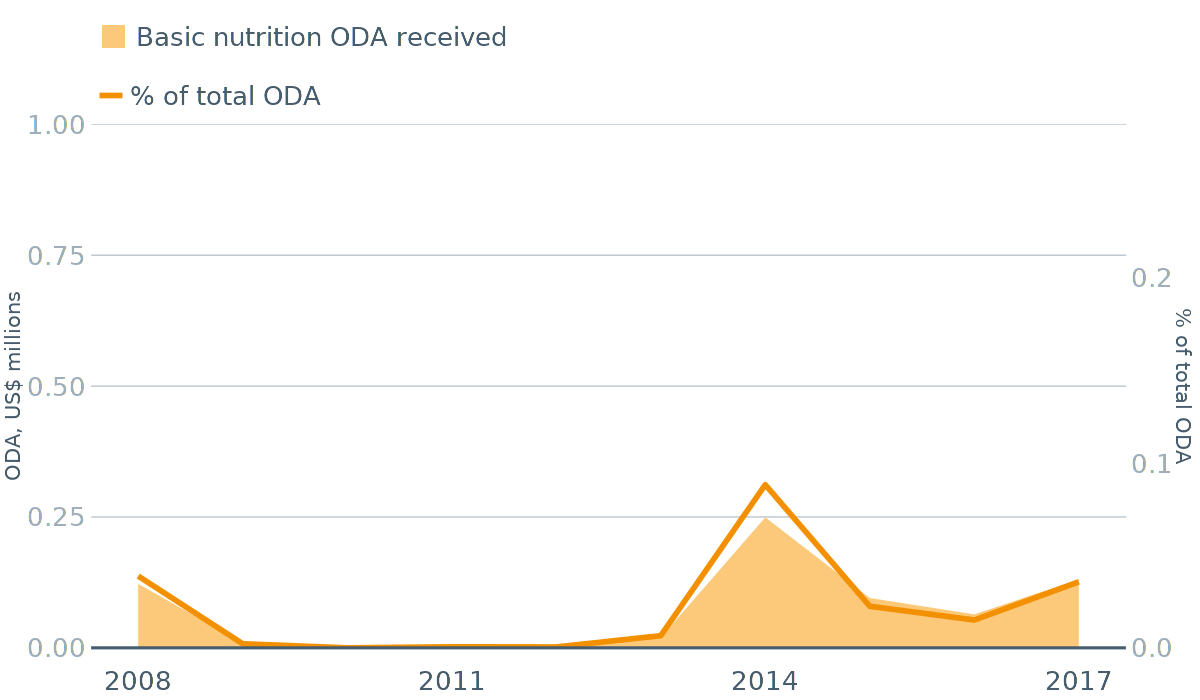 Basic nutrition ODA received
% of total ODA
1.00
0.75
0.50
0.25
0.00
ODA, US$ millions
0.2
0.1
0.0
% of total ODA
2008 2011 2014 2017